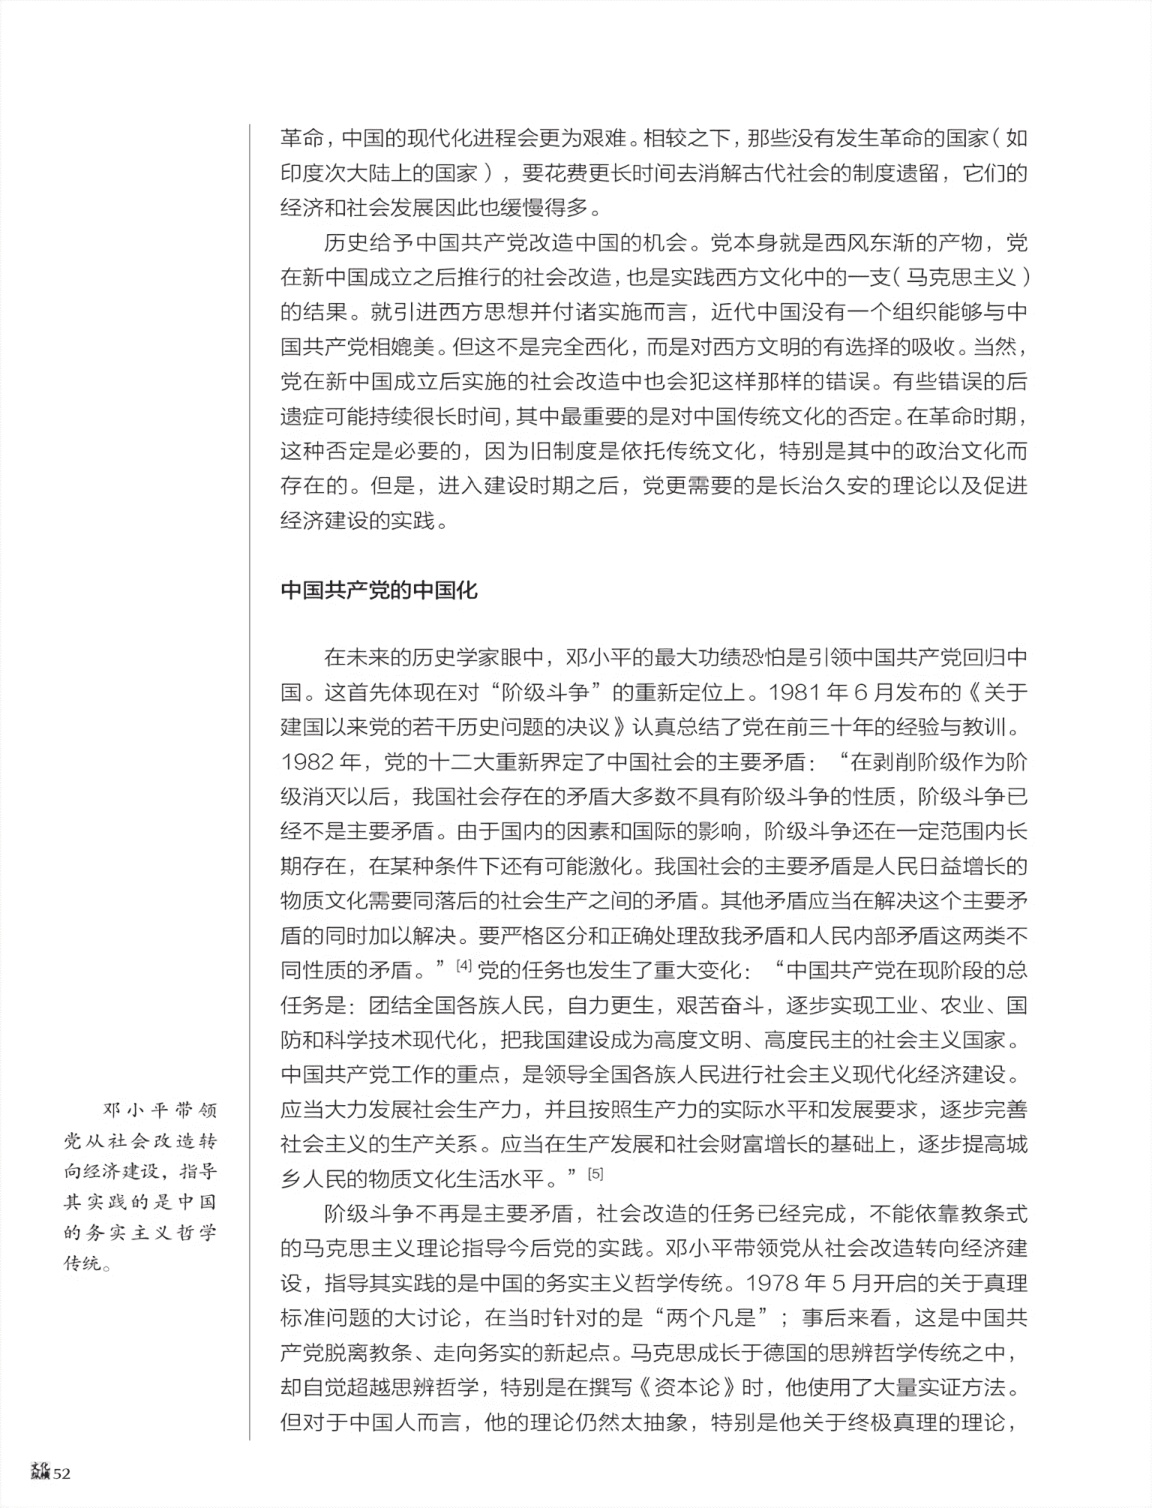 革命，中国的现代化进程会更为艰难。相较之下，那些没有发生革命的国家（如
印度次大陆上的国家），要花费更长时间去消解古代社会的制度遗留，它们的
经济和社会发展因此也缓慢得多。
历史给予中国共产党改造中国的机会。党本身就是西风东渐的产物，党
在新中国成立之后推行的社会改造，也是实践西方文化中的一支（马克思主义）
的结果。就引进西方思想并付诸实施而言，近代中国没有一个组织能够与中
国共产党相媲美。但这不是完全西化，而是对西方文明的有选择的吸收。当然，
党在新中国成立后实施的社会改造中也会犯这样那样的错误。有些错误的后
遗症可能持续很长时间，其中最重要的是对中国传统文化的否定。在革命时期，
这种否定是必要的，因为旧制度是依托传统文化，特别是其中的政治文化而
存在的。但是，进入建设时期之后，党更需要的是长治久安的理论以及促进
经济建设的实践。
中国共产党的中国化
在未来的历史学家眼中，邓小平的最大功绩恐怕是引领中国共产党回归中
国。这首先体现在对“阶级斗争”的重新定位上。1981 年 6 月发布的《关于
建国以来党的若干历史问题的决议》认真总结了党在前三十年的经验与教训。
1982 年，党的十二大重新界定了中国社会的主要矛盾：“在剥削阶级作为阶
级消灭以后，我国社会存在的矛盾大多数不具有阶级斗争的性质，阶级斗争已
经不是主要矛盾。由于国内的因素和国际的影响，阶级斗争还在一定范围内长
期存在，在某种条件下还有可能激化。我国社会的主要矛盾是人民日益增长的
物质文化需要同落后的社会生产之间的矛盾。其他矛盾应当在解决这个主要矛
盾的同时加以解决。要严格区分和正确处理敌我矛盾和人民内部矛盾这两类不
同性质的矛盾。”[4] 党的任务也发生了重大变化：“中国共产党在现阶段的总
任务是：团结全国各族人民，自力更生，艰苦奋斗，逐步实现工业、农业、国
防和科学技术现代化，把我国建设成为高度文明、高度民主的社会主义国家。
中国共产党工作的重点，是领导全国各族人民进行社会主义现代化经济建设。
应当大力发展社会生产力，并且按照生产力的实际水平和发展要求，逐步完善
社会主义的生产关系。应当在生产发展和社会财富增长的基础上，逐步提高城
乡人民的物质文化生活水平。”[5]
阶级斗争不再是主要矛盾，社会改造的任务已经完成，不能依靠教条式
的马克思主义理论指导今后党的实践。邓小平带领党从社会改造转向经济建
设，指导其实践的是中国的务实主义哲学传统。1978 年 5 月开启的关于真理
标准问题的大讨论，在当时针对的是“两个凡是”；事后来看，这是中国共
产党脱离教条、走向务实的新起点。马克思成长于德国的思辨哲学传统之中，
却自觉超越思辨哲学，特别是在撰写《资本论》时，他使用了大量实证方法。
但对于中国人而言，他的理论仍然太抽象，特别是他关于终极真理的理论，
邓小平带领
党从社会改造转
向经济建设，指导
其实践的是中国
的务实主义哲学
传统。
文化
纵横 52